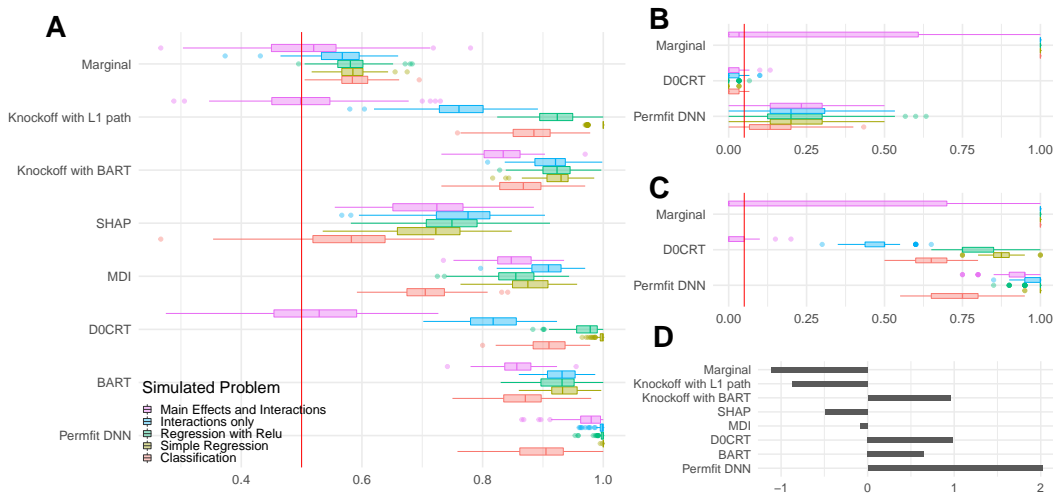 A
Marginal
Knockoff with L1 path
Knockoff with BART
SHAP
MDI
D0CRT
BART
Permfit DNN
Simulated Problem
Main Effects and Interactions
Interactions only
Regression with Relu
Simple Regression
Classification
0.4 0.6 0.8 1.0
B
Marginal
D0CRT
Permfit DNN
0.00 0.25 0.50 0.75 1.00
C
Marginal
D0CRT
Permfit DNN
0.00 0.25 0.50 0.75 1.00
D
Marginal
Knockoff with L1 path
Knockoff with BART
SHAP
MDI
D0CRT
BART
Permfit DNN
−1 0 1 2